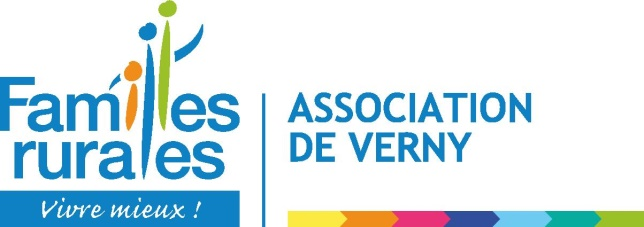 Familles
rurales
Vivre mieux !
ASSOCIATION
DE VERNY